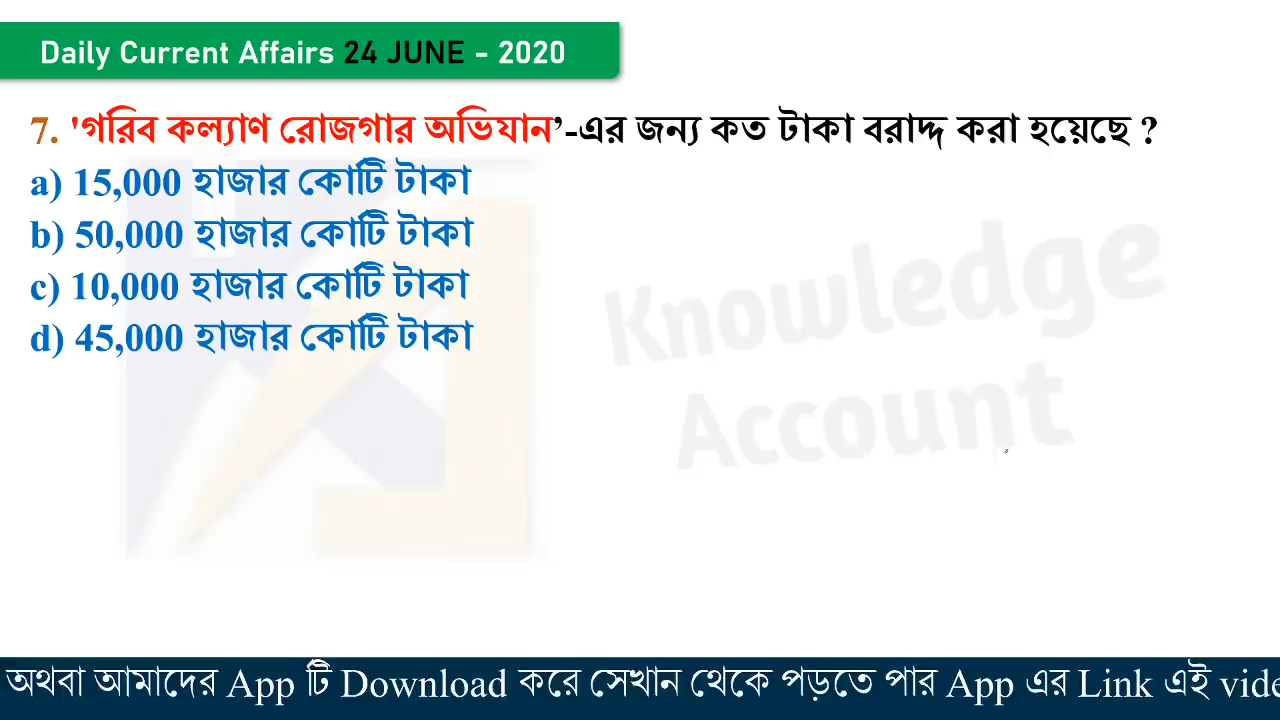 Daily Current Affairs 24 JUNE - 2020
7. 'গরিব কল্যাণ রোজগার অভিযান’-এর জন্য কত টাকা বরাদ্দ করা হয়েছে ?
a) 15,000 হাজার কোটি টাকা
b) 50,000 হাজার কোটি টাকা
c) 10,000 হাজার কোটি টাকা
d) 45,000 হাজার কোটি টাকা
Knowledge
Account
অথবা আমাদের App টি Download করে সেখান থেকে পড়তে পার App এর Link এই vide